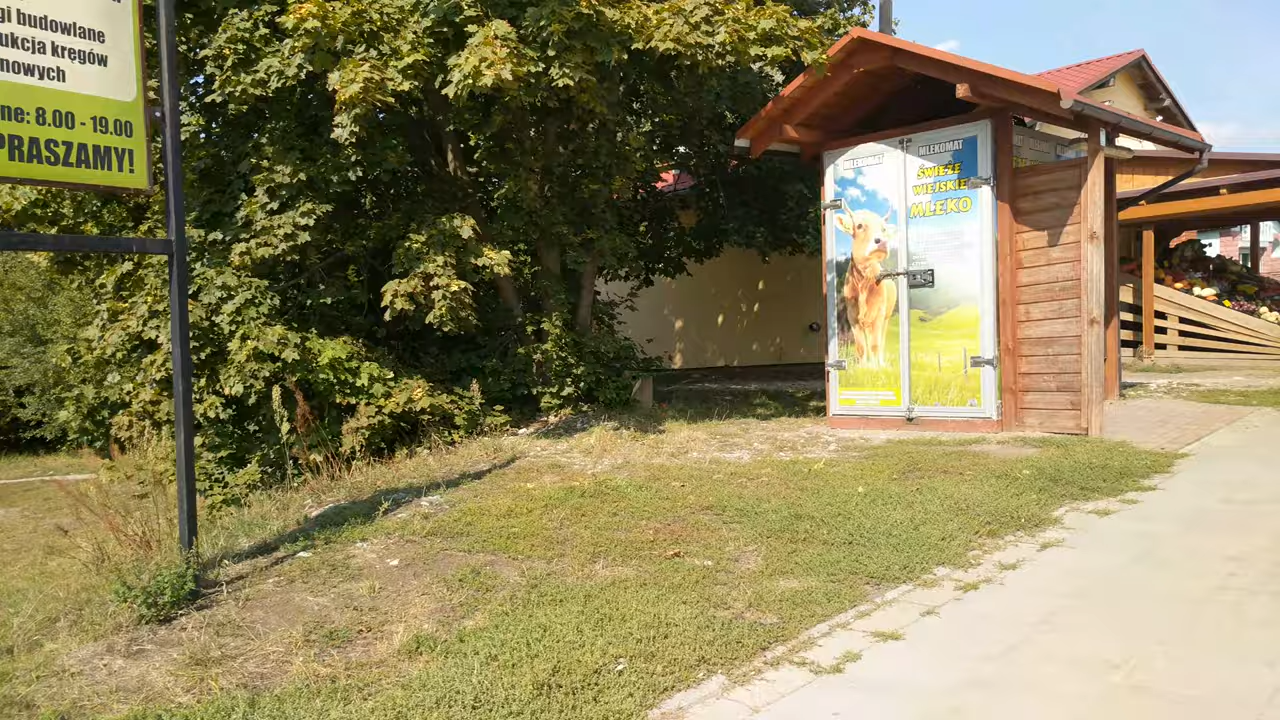 gi budowlane
ukcja kręgów
nowych
ne: 8.00 - 19.00
PRASZAMY!
MLEKOMAT
MLEKOMAT
ŚWIEŻE
WIEJSKIE
MLEKO